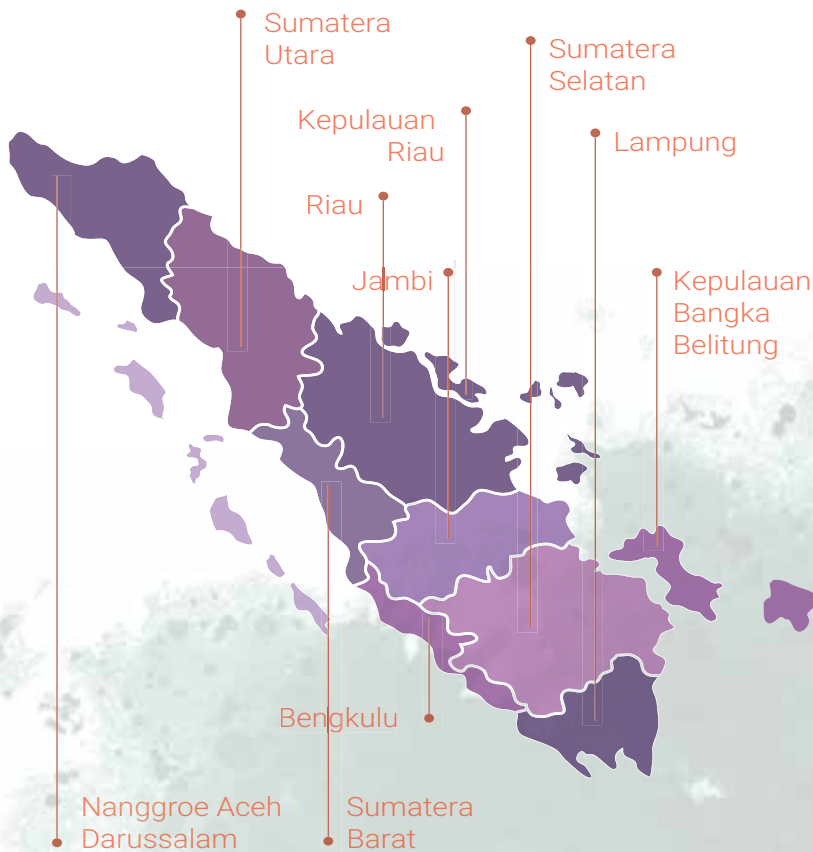 Sumatera
Utara
Sumatera
Selatan
Kepulauan
Riau
Lampung
Riau
Jambi
Kepulauan
Bangka
Belitung
Bengkulu
Nanggroe Aceh
Darussalam
Sumatera
Barat